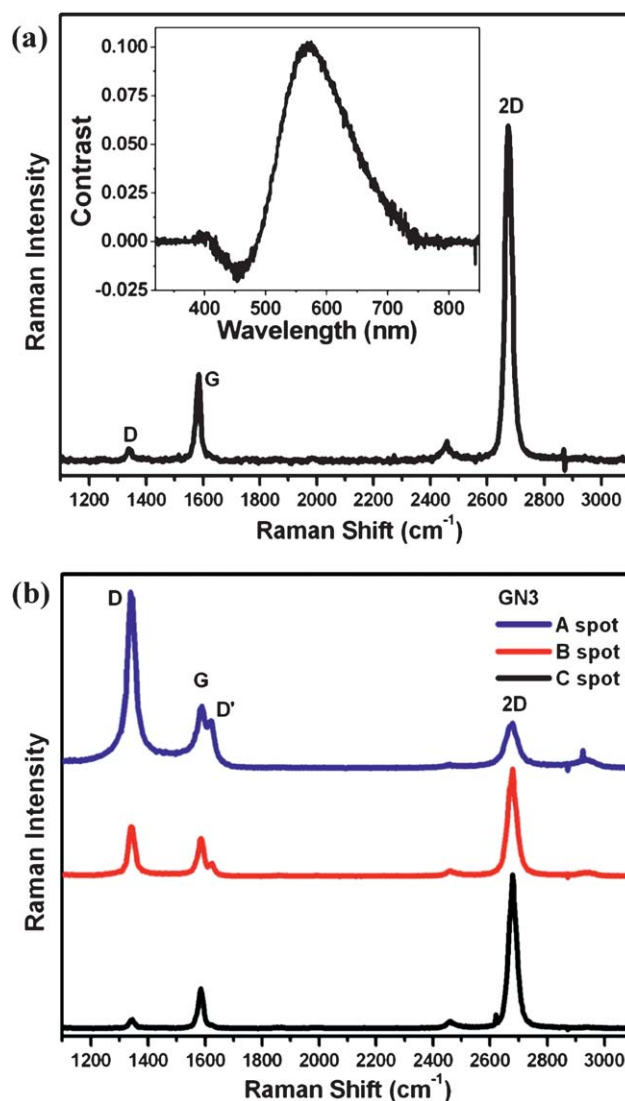 (a)
0.100
0.075
0.050
0.025
0.000
-0.025
Contrast
400 500 600 700 800
Wavelength (nm)
2D
G
D
Raman Intensity
1200 1400 1600 1800 2000 2200 2400 2600 2800 3000
Raman Shift (cm⁻¹)
(b)
D
G
D'
2D
GN3
A spot
B spot
C spot
Raman Intensity
1200 1400 1600 1800 2000 2200 2400 2600 2800 3000
Raman Shift (cm⁻¹)